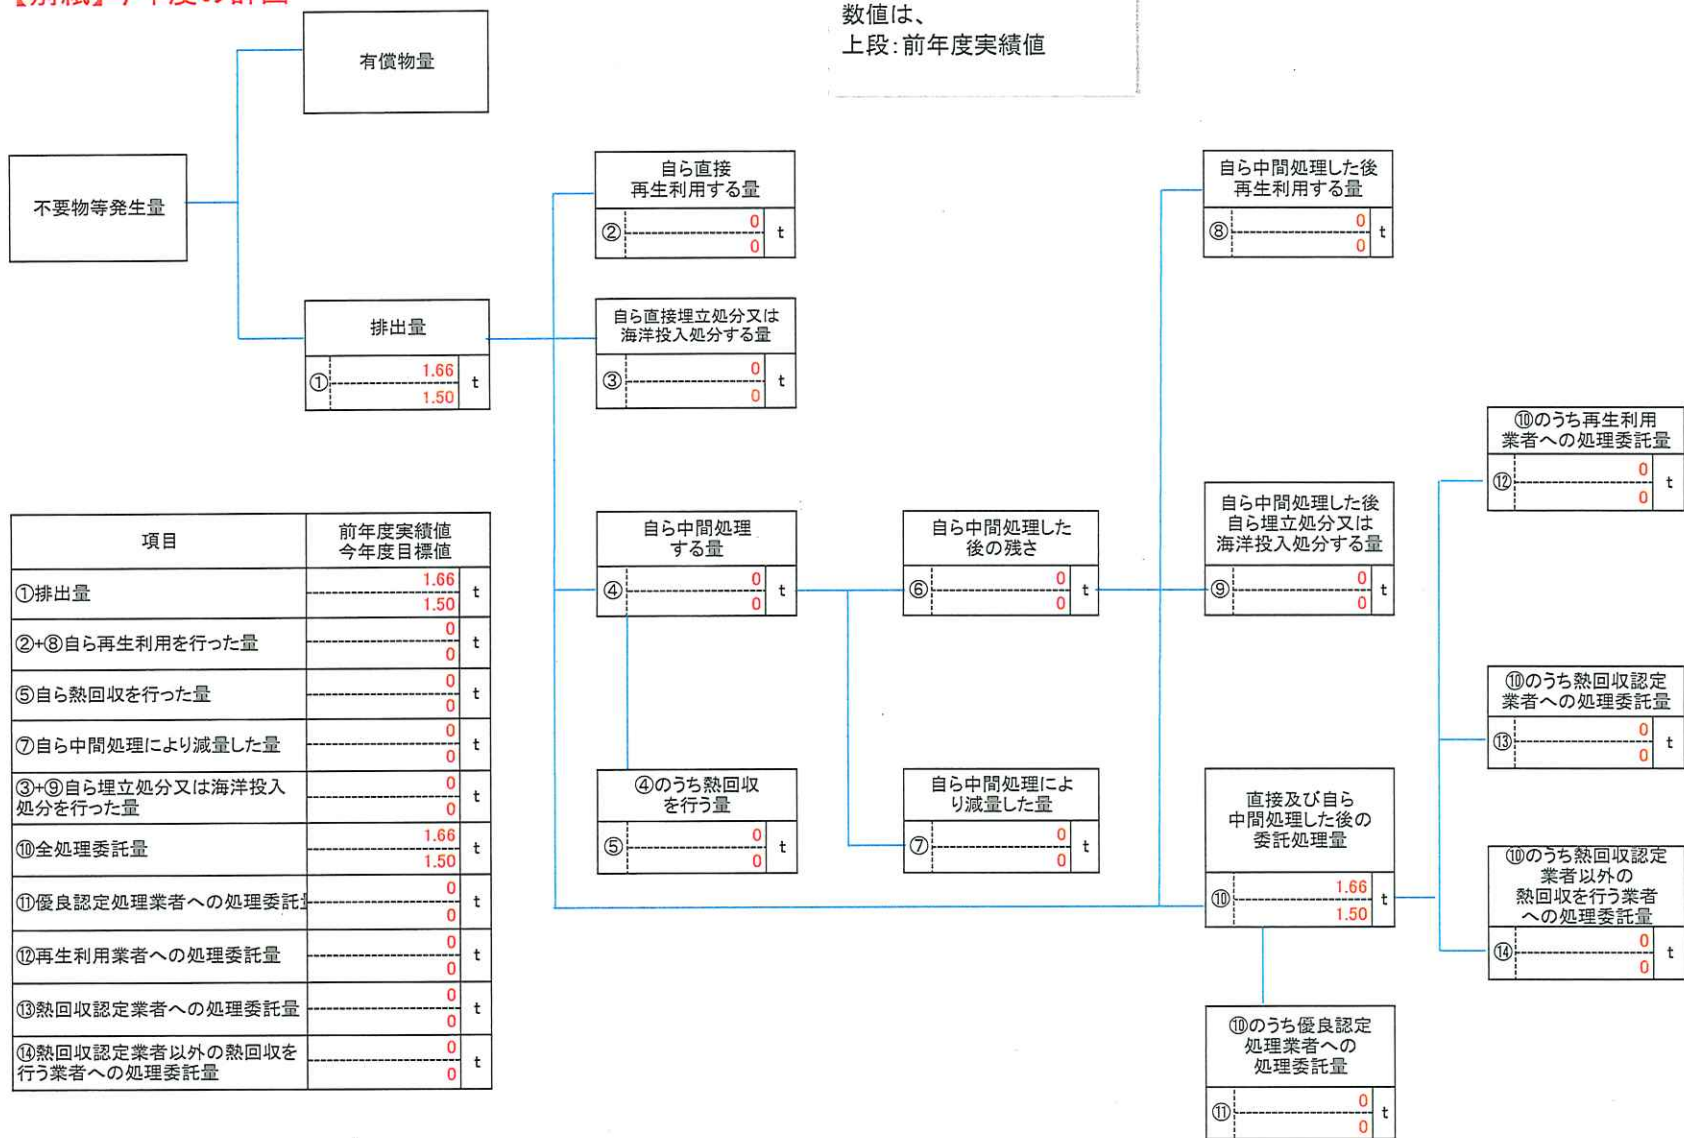 【別紙】今年度の計画
数値は、
上段:前年度実績値
有償物量
不要物等発生量
排出量
① 1.66 t
1.50
自ら直接
再生利用する量
② 0 t
0
自ら直接埋立処分又は
海洋投入処分する量
③ 0 t
0
自ら中間処理
する量
④ 0 t
0
④のうち熱回収
を行う量
⑤ 0 t
0
自ら中間処理した
後の残さ
⑥ 0 t
0
自ら中間処理によ
り減量した量
⑦ 0 t
0
自ら中間処理した後
再生利用する量
⑧ 0 t
0
自ら中間処理した後
自ら埋立処分又は
海洋投入処分する量
⑨ 0 t
0
直接及び自ら
中間処理した後の
委託処理量
⑩ 1.66 t
1.50
⑩のうち優良認定
処理業者への
処理委託量
⑪ 0 t
0
⑩のうち再生利用
業者への処理委託量
⑫ 0 t
0
⑩のうち熱回収認定
業者への処理委託量
⑬ 0 t
0
⑩のうち熱回収認定
業者以外の
熱回収を行う業者
への処理委託量
⑭ 0 t
0
項目 前年度実績値
今年度目標値
①排出量 1.66 t
1.50
②+⑧自ら再生利用を行った量 0 t
0
⑤自ら熱回収を行った量 0 t
0
⑦自ら中間処理により減量した量 0 t
0
③+⑨自ら埋立処分又は海洋投入 0 t
処分を行った量 0
⑩全処理委託量 1.66 t
1.50
⑪優良認定処理業者への処理委託 0 t
0
⑫再生利用業者への処理委託量 0 t
0
⑬熱回収認定業者への処理委託量 0 t
0
⑭熱回収認定業者以外の熱回収を 0 t
行う業者への処理委託量 0